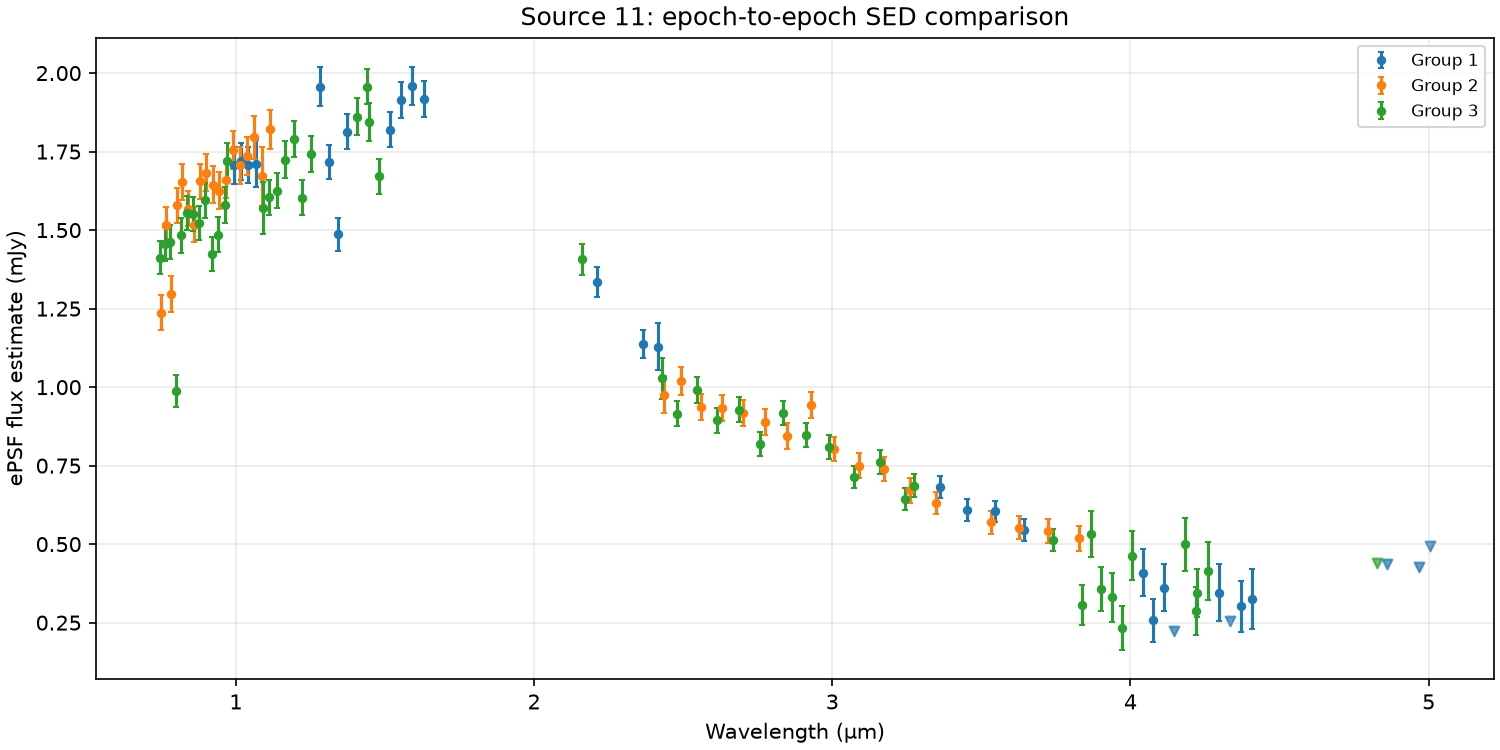 Source 11: epoch-to-epoch SED comparison
Group 1
Group 2
Group 3
2.00
1.75
1.50
1.25
1.00
0.75
0.50
0.25
ePSF flux estimate (mJy)
1
2
3
4
5
Wavelength (μm)